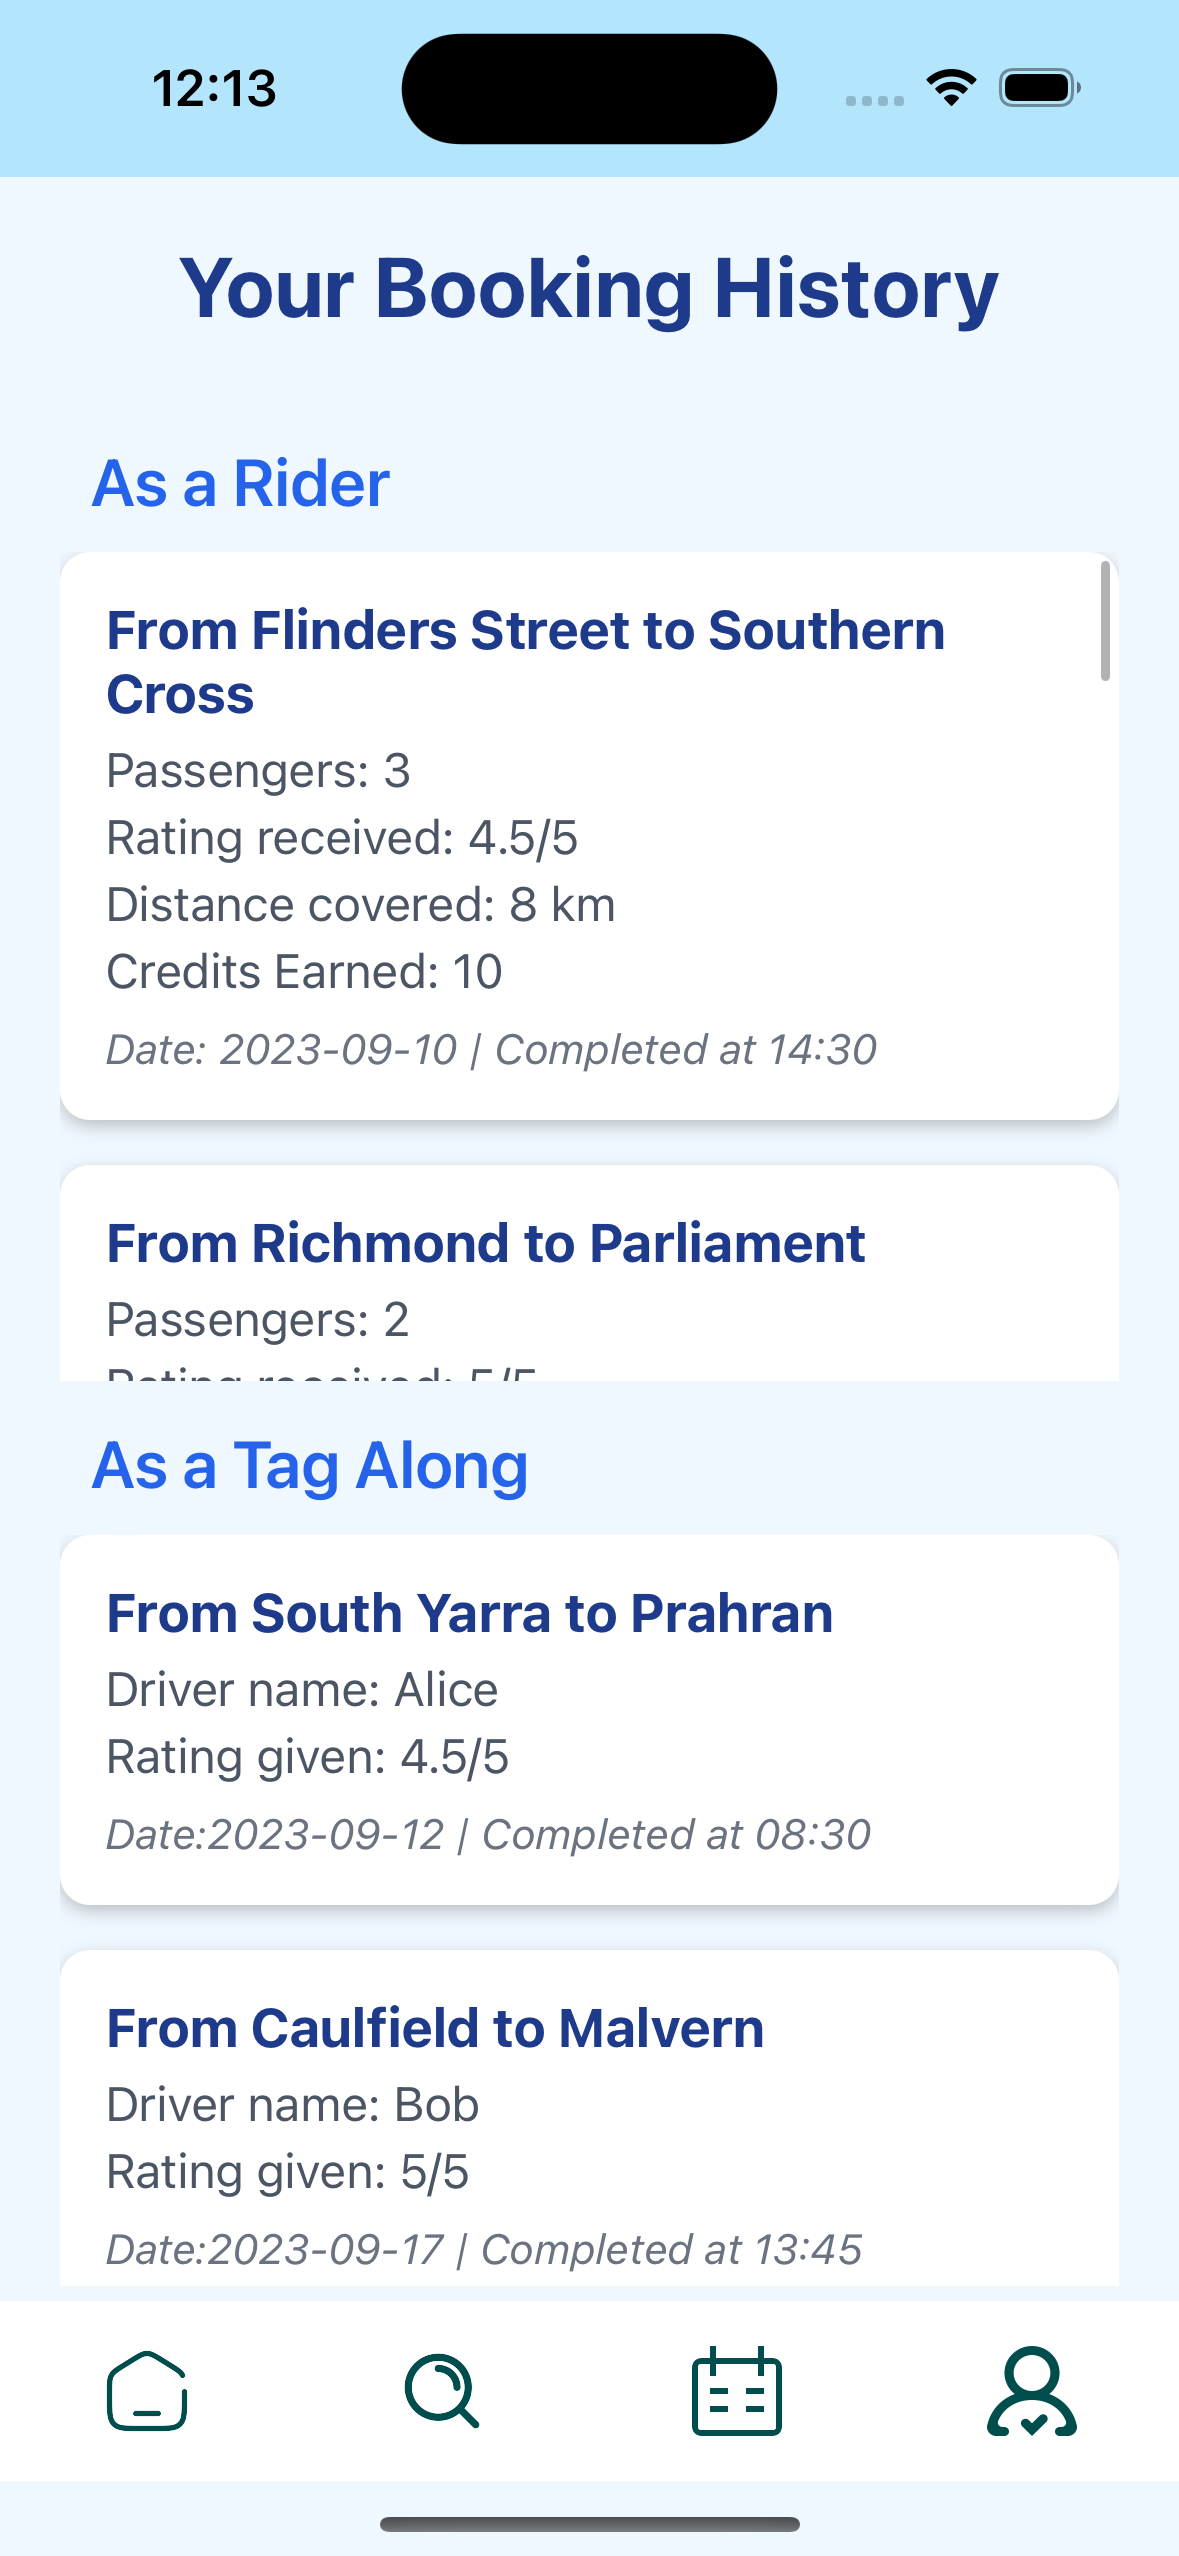 12:13
Your Booking History
As a Rider
From Flinders Street to Southern
Cross
Passengers: 3
Rating received: 4.5/5
Distance covered: 8 km
Credits Earned: 10
Date: 2023-09-10 | Completed at 14:30
From Richmond to Parliament
Passengers: 2
Rating received: 5/5
As a Tag Along
From South Yarra to Prahran
Driver name: Alice
Rating given: 4.5/5
Date:2023-09-12 | Completed at 08:30
From Caulfield to Malvern
Driver name: Bob
Rating given: 5/5
Date:2023-09-17 | Completed at 13:45